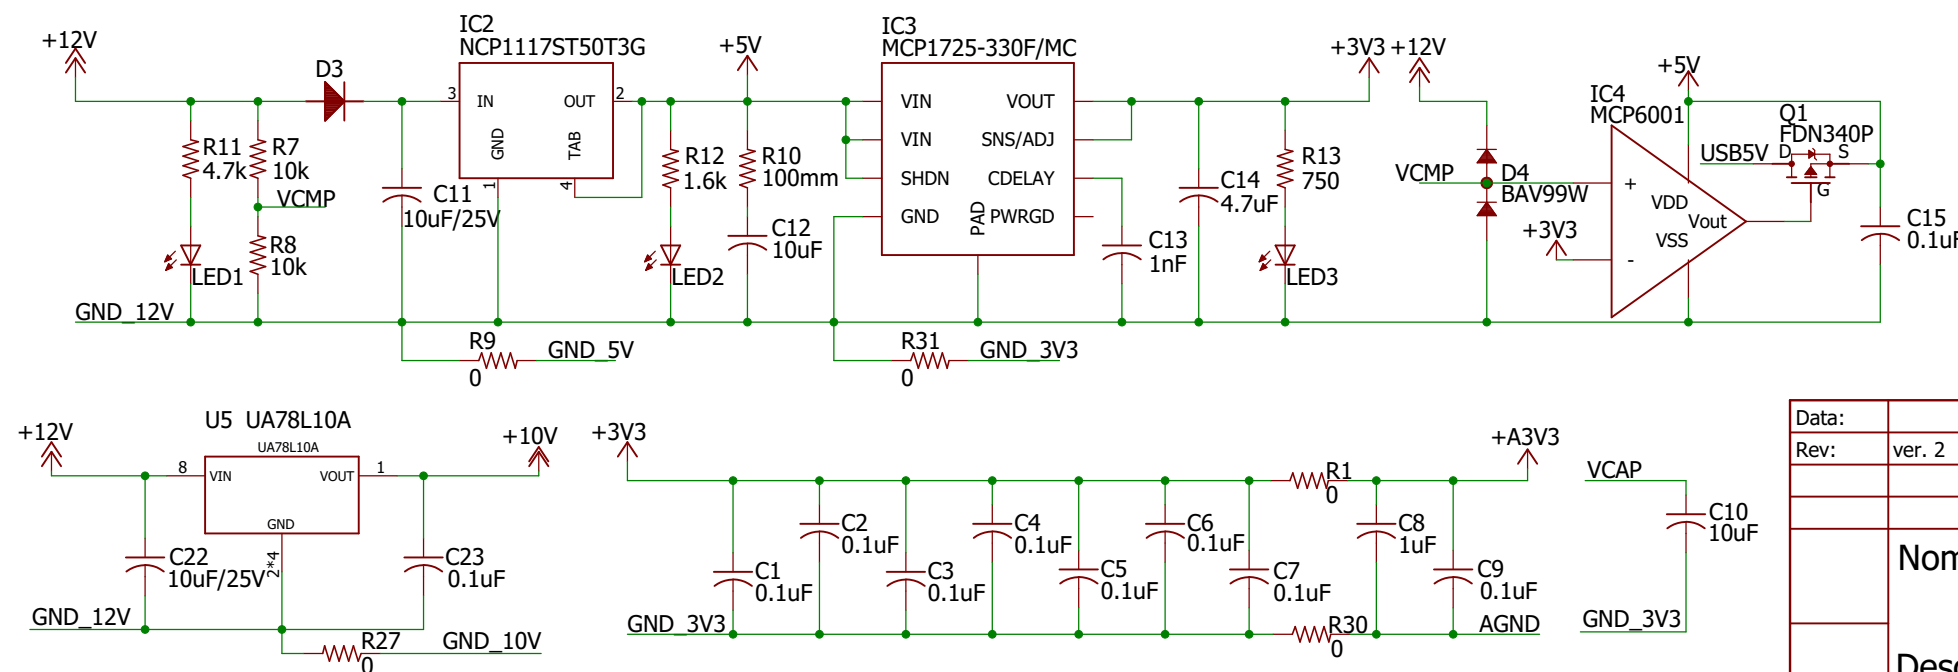 +12V
D3
IC2
NCP1117ST50T3G
3 IN OUT 2
GND TAB
1 4
R11
4.7k
R7
10k
VCMP
R8
10k
LED1
GND_12V
C11
10uF/25V
R9
0
GND_5V
+5V
R12
1.6k
R10
100mm
LED2
C12
10uF
IC3
MCP1725-330F/MC
VIN VOUT
VIN SNS/ADJ
SHDN CDELAY
GND PWRGD
PAD
R31
0
GND_3V3
C13
1nF
C14
4.7uF
+3V3
R13
750
LED3
+12V
VCMP
D4
BAV99W
+3V3
IC4
MCP6001
+
VDD
Vout
VSS
-
+5V
Q1
FDN340P
USB5V D S
G
C15
0.1uF
+12V
U5 UA78L10A
UA78L10A
8 VIN VOUT 1
GND
2*4
+10V
C22
10uF/25V
C23
0.1uF
GND_12V
R27
0
GND_10V
+3V3
C1
0.1uF
C2
0.1uF
C3
0.1uF
C4
0.1uF
C5
0.1uF
C6
0.1uF
C7
0.1uF
R1
0
C8
1uF
C9
0.1uF
+A3V3
GND_3V3
R30
0
AGND
VCAP
C10
10uF
GND_3V3
Data:
Rev: ver. 2